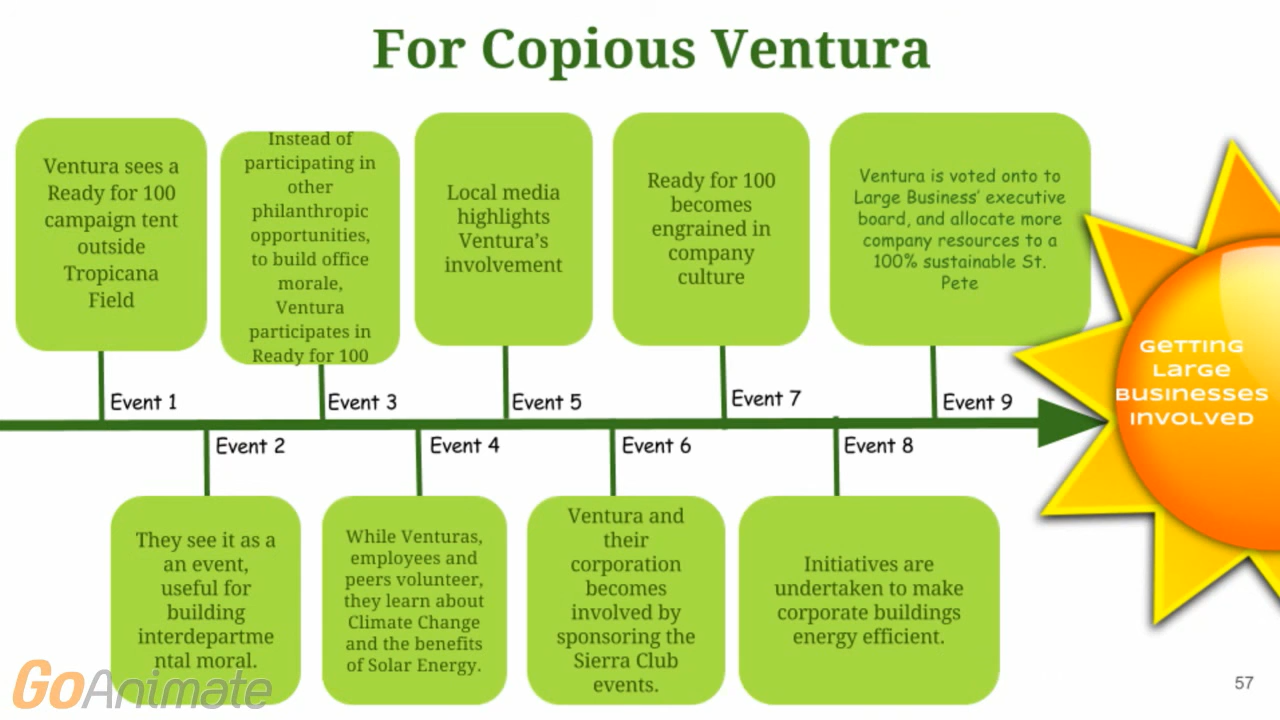 For Copious Ventura
Ventura sees a
Ready for 100
campaign tent
outside
Tropicana
Field
Instead of
participating in
other
philanthropic
opportunities,
to build office
morale,
Ventura
participates in
Ready for 100
Local media
highlights
Ventura's
involvement
Ready for 100
becomes
engrained in
company
culture
Ventura is voted onto to
Large Business' executive
board, and allocate more
company resources to a
100% sustainable St.
Pete
GETTING
LARGE
BUSINESSES
INVOLVED
Event 1
Event 3
Event 5
Event 7
Event 9
Event 2
Event 4
Event 6
Event 8
They see it as a
an event,
useful for
building
interdepartme
ntal moral.
While Venturas,
employees and
peers volunteer,
they learn about
Climate Change
and the benefits
of Solar Energy.
Ventura and
their
corporation
becomes
involved by
sponsoring the
Sierra Club
events.
Initiatives are
undertaken to make
corporate buildings
energy efficient.
GoAnimate
57